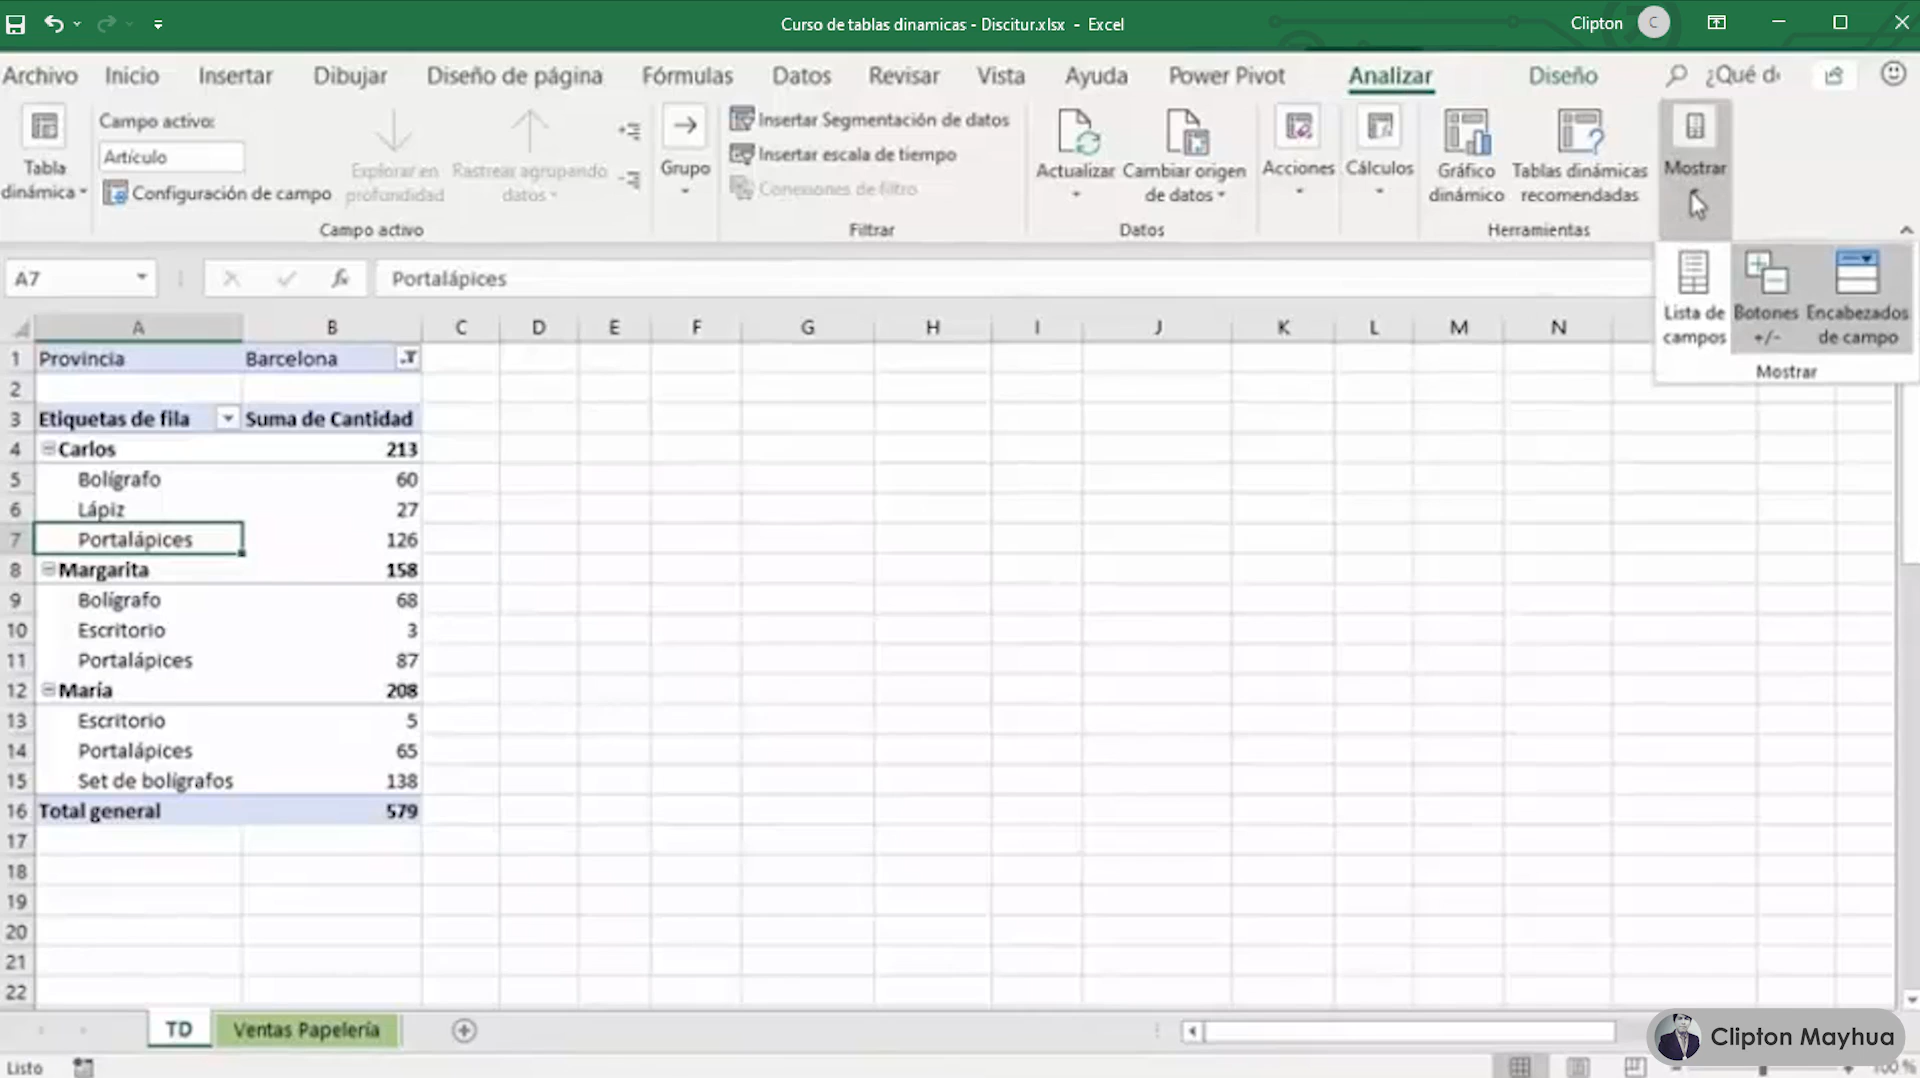 Curso de tablas dinamicas - Discitur.xlsx - Excel
Clipton
C
Archivo Inicio Insertar Dibujar Diseño de página Fórmulas Datos Revisar Vista Ayuda Power Pivot Analizar Diseño ¿Qué d
Tabla dinámica
Campo activo:
Artículo
Configuración de campo
Explorar en profundidad
Rastrear agrupando datos
Campo activo
Grupo
Insertar Segmentación de datos
Insertar escala de tiempo
Conexiones de filtro
Filtrar
Actualizar
Cambiar origen de datos
Datos
Acciones
Cálculos
Gráfico dinámico
Tablas dinámicas recomendadas
Herramientas
Mostrar
Lista de campos
Botones +/-
Encabezados de campo
Mostrar
A7
fx
Portalápices
A B C D E F G H I J K L M N
1 Provincia Barcelona
2
3 Etiquetas de fila Suma de Cantidad
4 Carlos 213
5 Bolígrafo 60
6 Lápiz 27
7 Portalápices 126
8 Margarita 158
9 Bolígrafo 68
10 Escritorio 3
11 Portalápices 87
12 María 208
13 Escritorio 5
14 Portalápices 65
15 Set de bolígrafos 138
16 Total general 579
17
18
19
20
21
22
TD Ventas Papelería
Clipton Mayhua
Listo
100 %